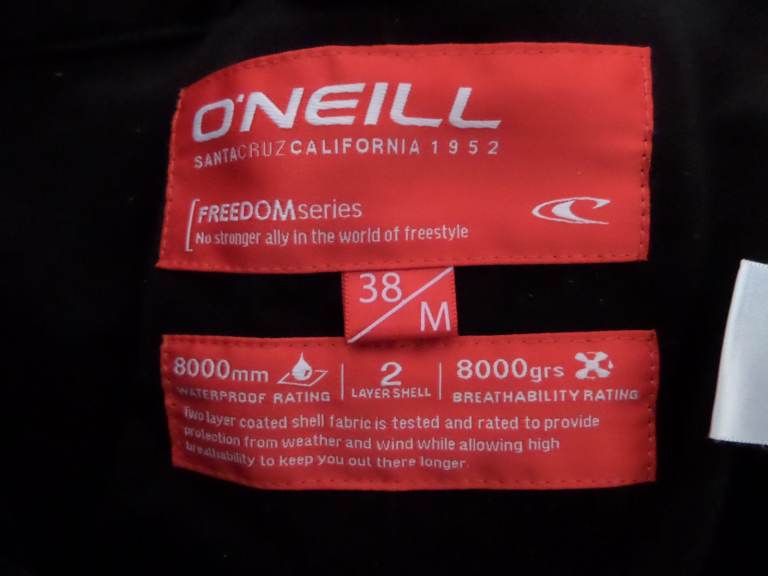 O'NEILL
SANTACRUZCALIFORNIA 1952
FREEDOMseries
No stronger ally in the world of freestyle
38/M
8000mm 2 8000grs
WATERPROOF RATING LAYER SHELL BREATHABILITY RATING
Two layer coated shell fabric is tested and rated to provide
protection from weather and wind while allowing high
breathability to keep you out there longer.